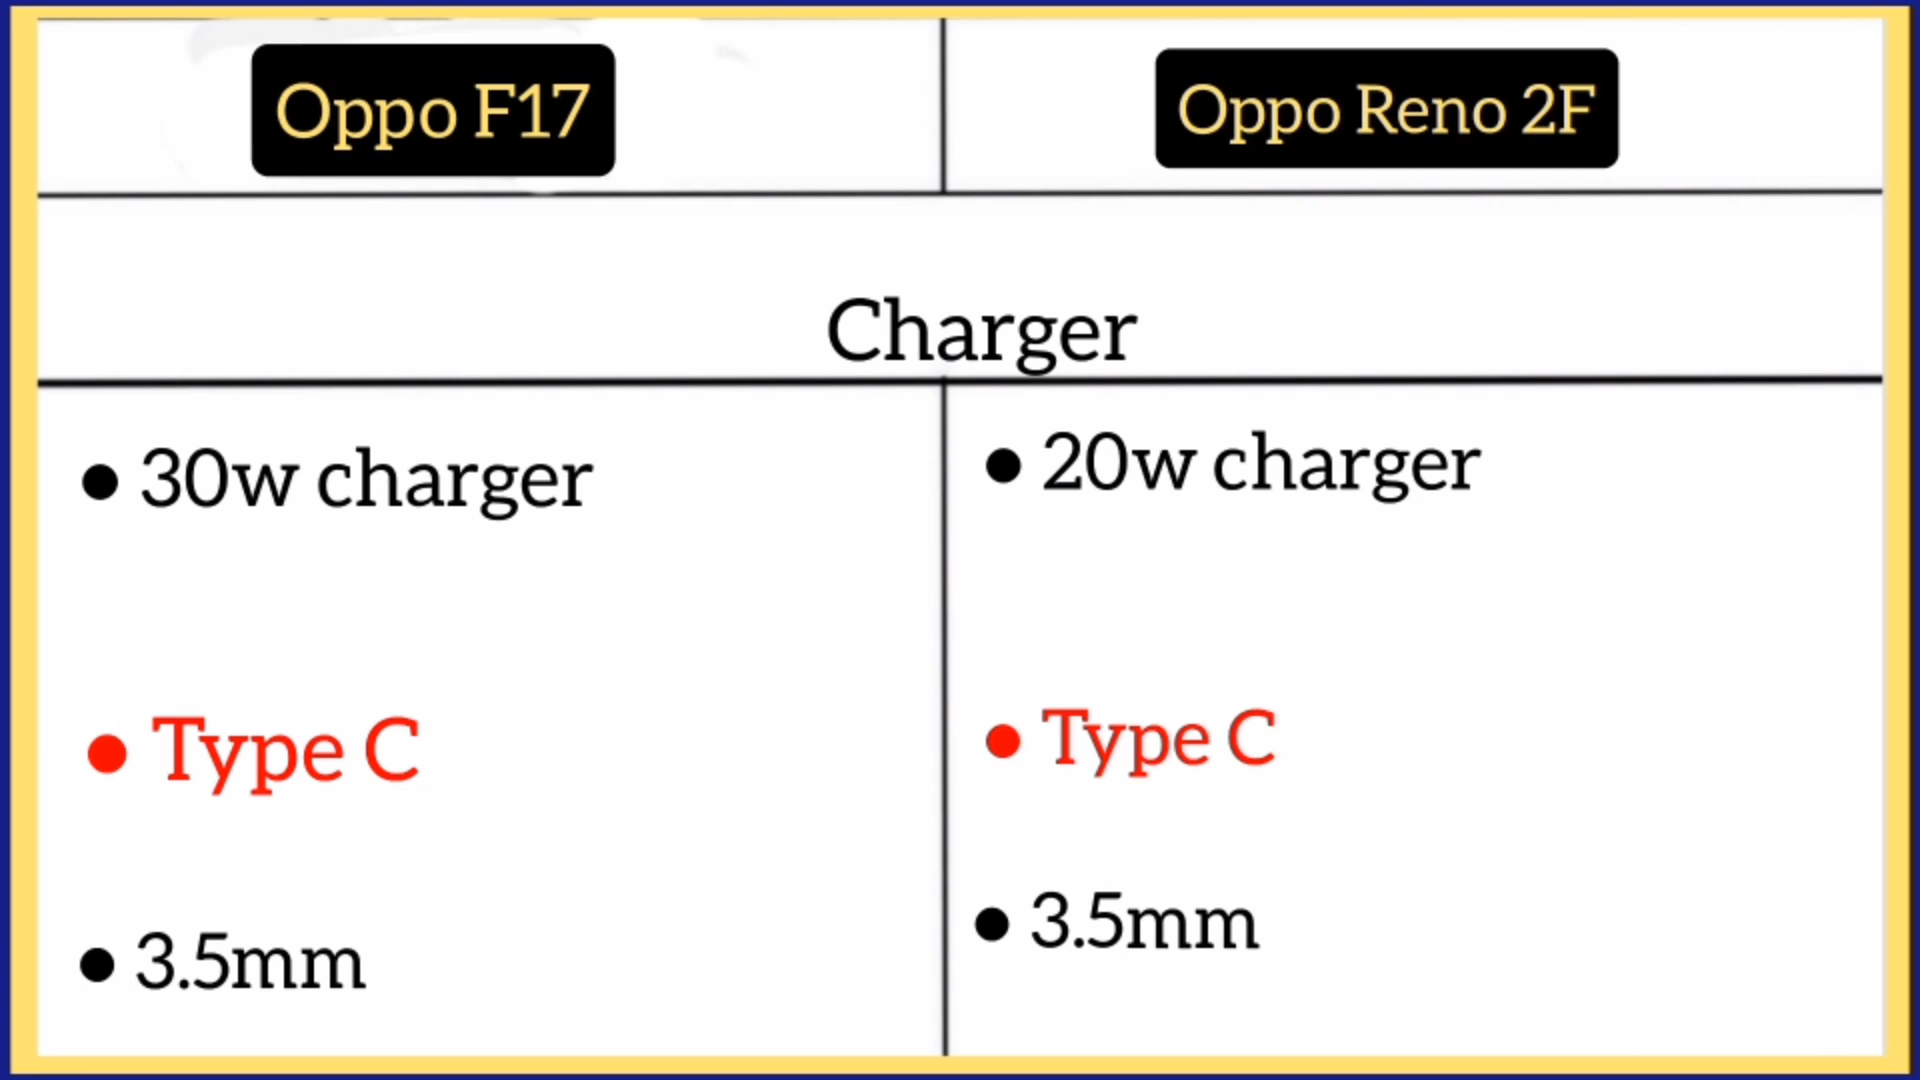 Oppo F17
Oppo Reno 2F
Charger
● 30w charger
● Type C
● 3.5mm
● 20w charger
● Type C
● 3.5mm